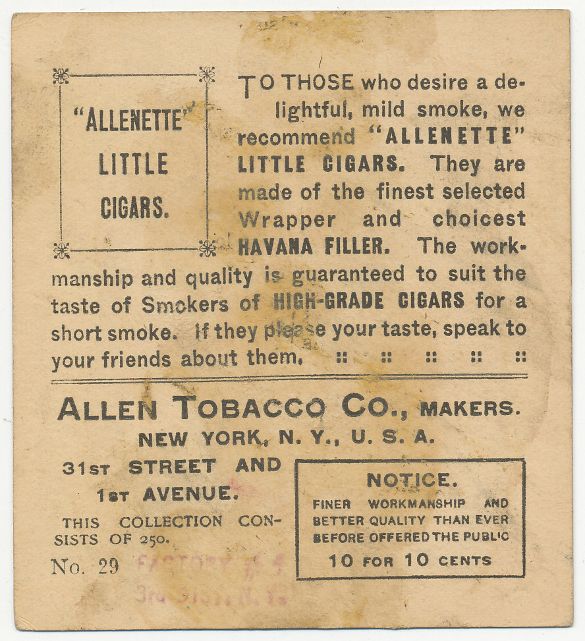 "ALLENETTE"
LITTLE
CIGARS.
TO THOSE who desire a de-
lightful, mild smoke, we
recommend "ALLENETTE"
LITTLE CIGARS. They are
made of the finest selected
Wrapper and choicest
HAVANA FILLER. The work-
manship and quality is guaranteed to suit the
taste of Smokers of HIGH-GRADE CIGARS for a
short smoke. If they please your taste, speak to
your friends about them. :: :: :: :: ::
ALLEN TOBACCO CO., MAKERS.
NEW YORK, N. Y., U. S. A.
31ST STREET AND
1ST AVENUE.
THIS COLLECTION CON-
SISTS OF 250.
No. 29
NOTICE.
FINER WORKMANSHIP AND
BETTER QUALITY THAN EVER
BEFORE OFFERED THE PUBLIC
10 FOR 10 CENTS
FACTORY # 4
3rd N. Y.